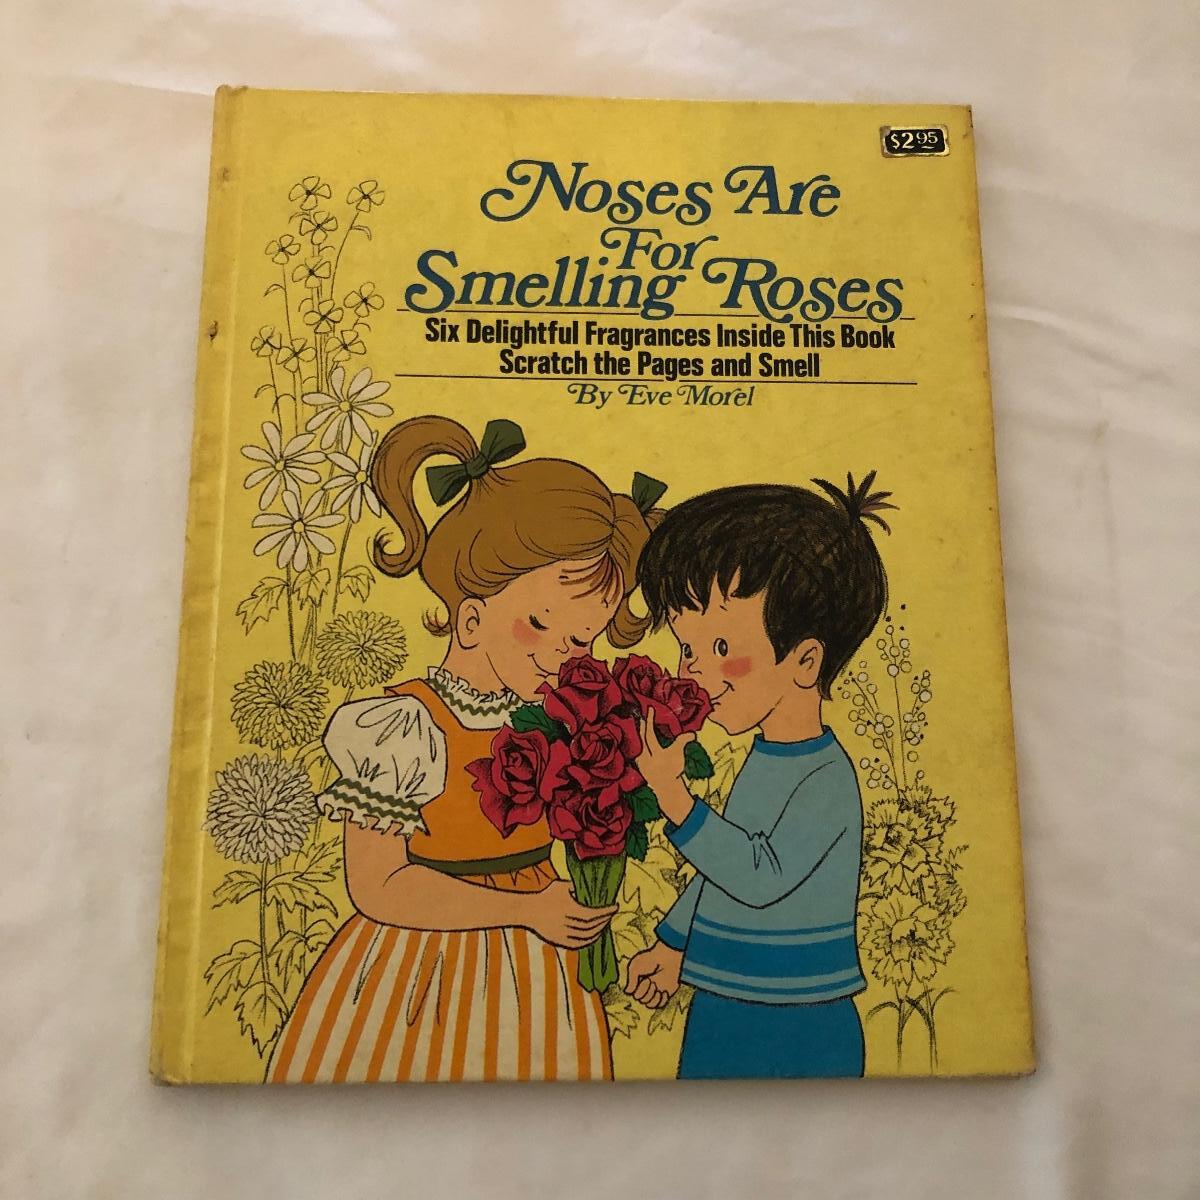 $2.95
Noses Are
For
Smelling Roses
Six Delightful Fragrances Inside This Book
Scratch the Pages and Smell
By Eve Morel